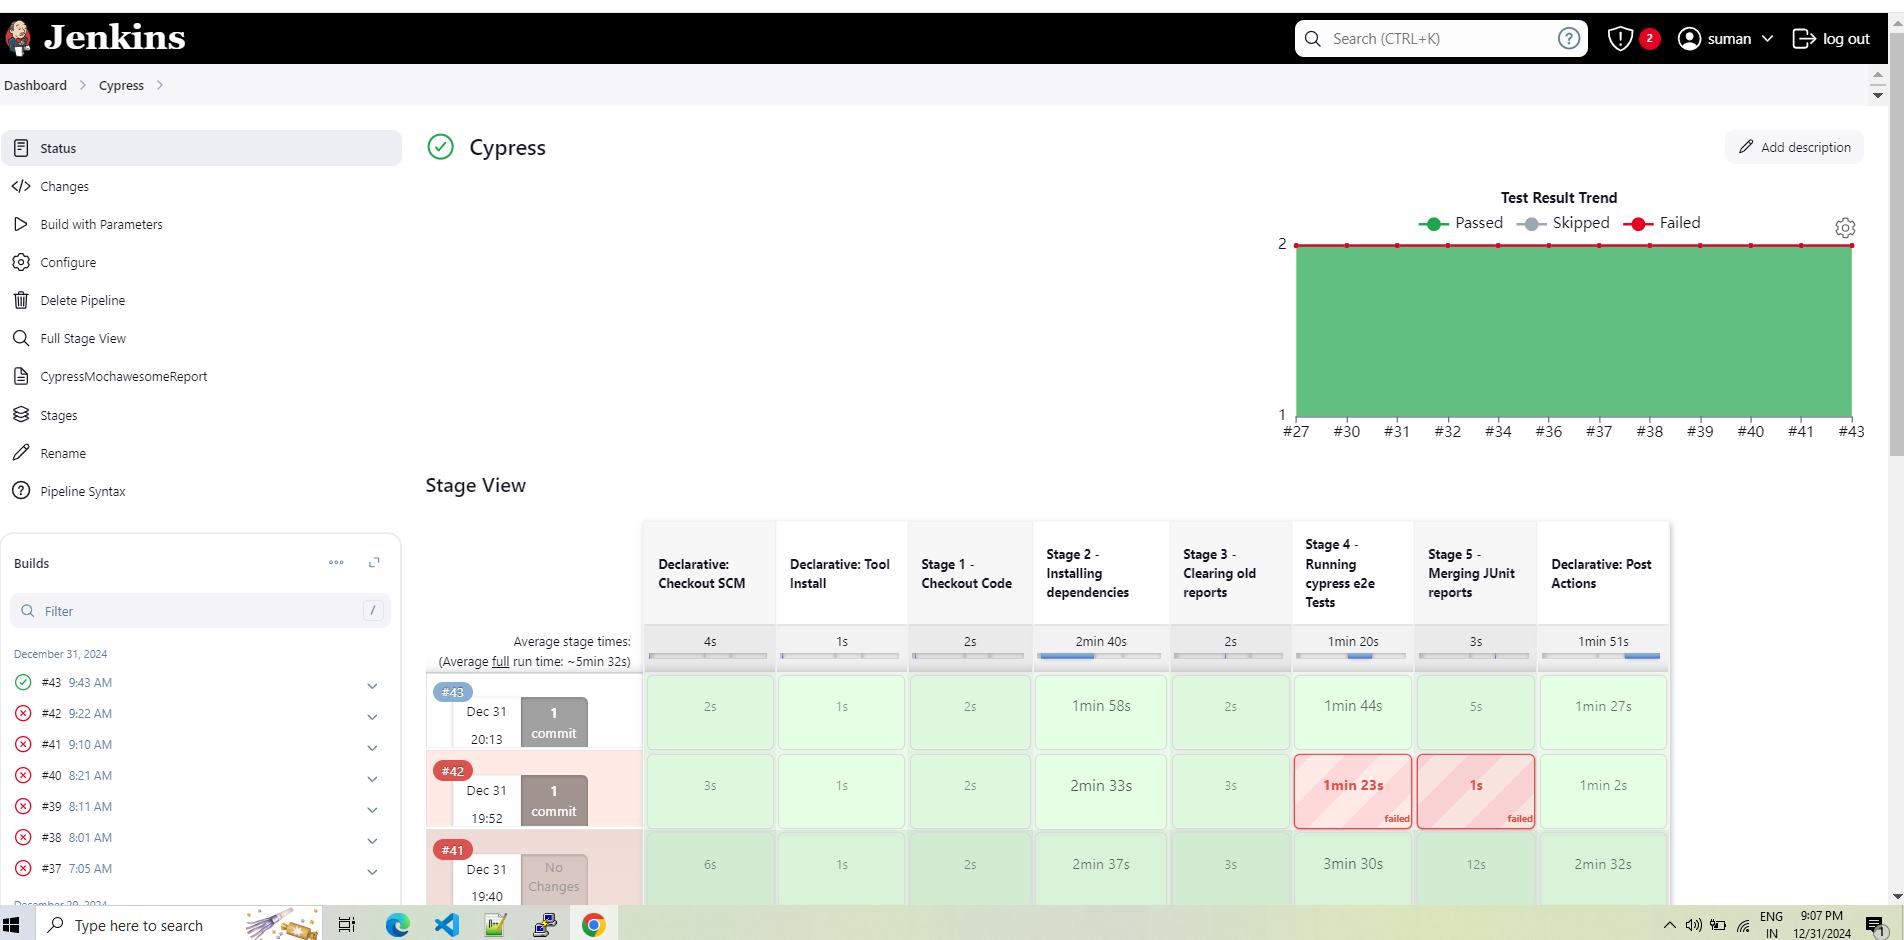 Jenkins
Search (CTRL+K)
?
2
suman
log out
Dashboard
Cypress
Status
Changes
Build with Parameters
Configure
Delete Pipeline
Full Stage View
CypressMochawesomeReport
Stages
Rename
Pipeline Syntax
Cypress
Add description
Test Result Trend
Passed Skipped Failed
2
1
#27 #30 #31 #32 #34 #36 #37 #38 #39 #40 #41 #43
Builds
Filter /
December 31, 2024
#43 9:43 AM
#42 9:22 AM
#41 9:10 AM
#40 8:21 AM
#39 8:11 AM
#38 8:01 AM
#37 7:05 AM
December 29, 2024
Stage View
Declarative: Checkout SCM
Declarative: Tool Install
Stage 1 - Checkout Code
Stage 2 - Installing dependencies
Stage 3 - Clearing old reports
Stage 4 - Running cypress e2e Tests
Stage 5 - Merging JUnit reports
Declarative: Post Actions
Average stage times:
(Average full run time: ~5min 32s)
4s 1s 2s 2min 40s 2s 1min 20s 3s 1min 51s
#43
Dec 31
20:13
1
commit
2s 1s 2s 1min 58s 2s 1min 44s 5s 1min 27s
#42
Dec 31
19:52
1
commit
3s 1s 2s 2min 33s 3s 1min 23s 1s 1min 2s
failed failed
#41
Dec 31
19:40
No
Changes
6s 1s 2s 2min 37s 3s 3min 30s 12s 2min 32s
Type here to search
ENG
IN
9:07 PM
12/31/2024
1